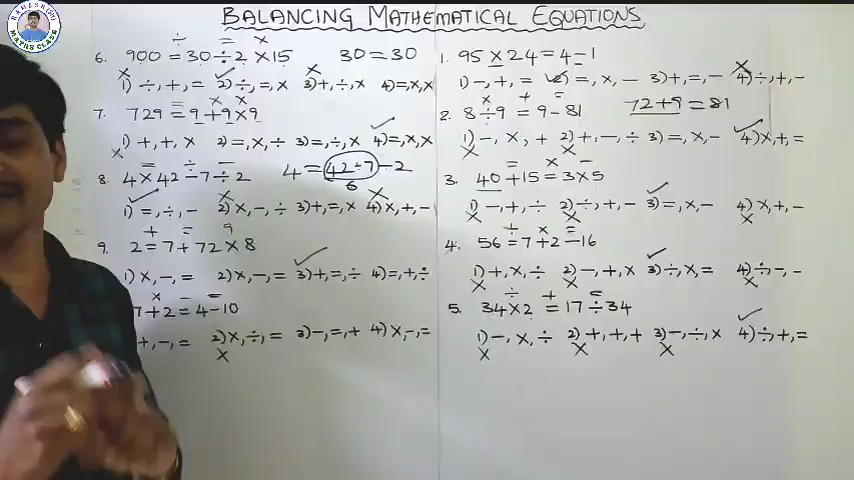 RAMESH SIR
MATHS CLASS
BALANCING MATHEMATICAL EQUATIONS
÷ = ×
6. 900 = 30 ÷ 2 × 15 30 = 30
1) ÷, +, = 2) ÷, =, × 3) +, ÷, × 4) =, ×, ×
= × ×
7. 729 = 9 + 9 × 9
1) +, +, × 2) =, ×, ÷ 3) =, ÷, × 4) =, ×, ×
= ÷ −
8. 4 × 42 − 7 ÷ 2 4 = 42 ÷ 7 − 2
6
1) =, ÷, − 2) ×, −, ÷ 3) +, =, × 4) ×, +, −
+ = 9
9. 2 = 7 + 72 × 8
1) ×, −, = 2) ×, −, = 3) +, =, ÷ 4) =, +, ÷
× − =
7 + 2 = 4 − 10
+, −, = 2) ×, ÷, = 3) −, =, + 4) ×, −, =
1. 95 × 24 = 4 = 1
1) −, +, = 2) =, ×, − 3) +, =, − 4) ÷, +, −
× + =
2. 8 ÷ 9 = 9 − 81 72 + 9 = 81
1) −, ×, + 2) +, −, ÷ 3) =, ×, − 4) ×, +, =
= × −
3. 40 + 15 = 3 × 5
1) −, +, ÷ 2) ÷, +, − 3) =, ×, − 4) ×, +, −
÷ × =
4. 56 = 7 + 2 − 16
1) +, ×, ÷ 2) −, +, × 3) ÷, ×, = 4) ÷, −, −
÷ + =
5. 34 × 2 = 17 ÷ 34
1) −, ×, ÷ 2) +, +, + 3) −, ÷, × 4) ÷, +, =